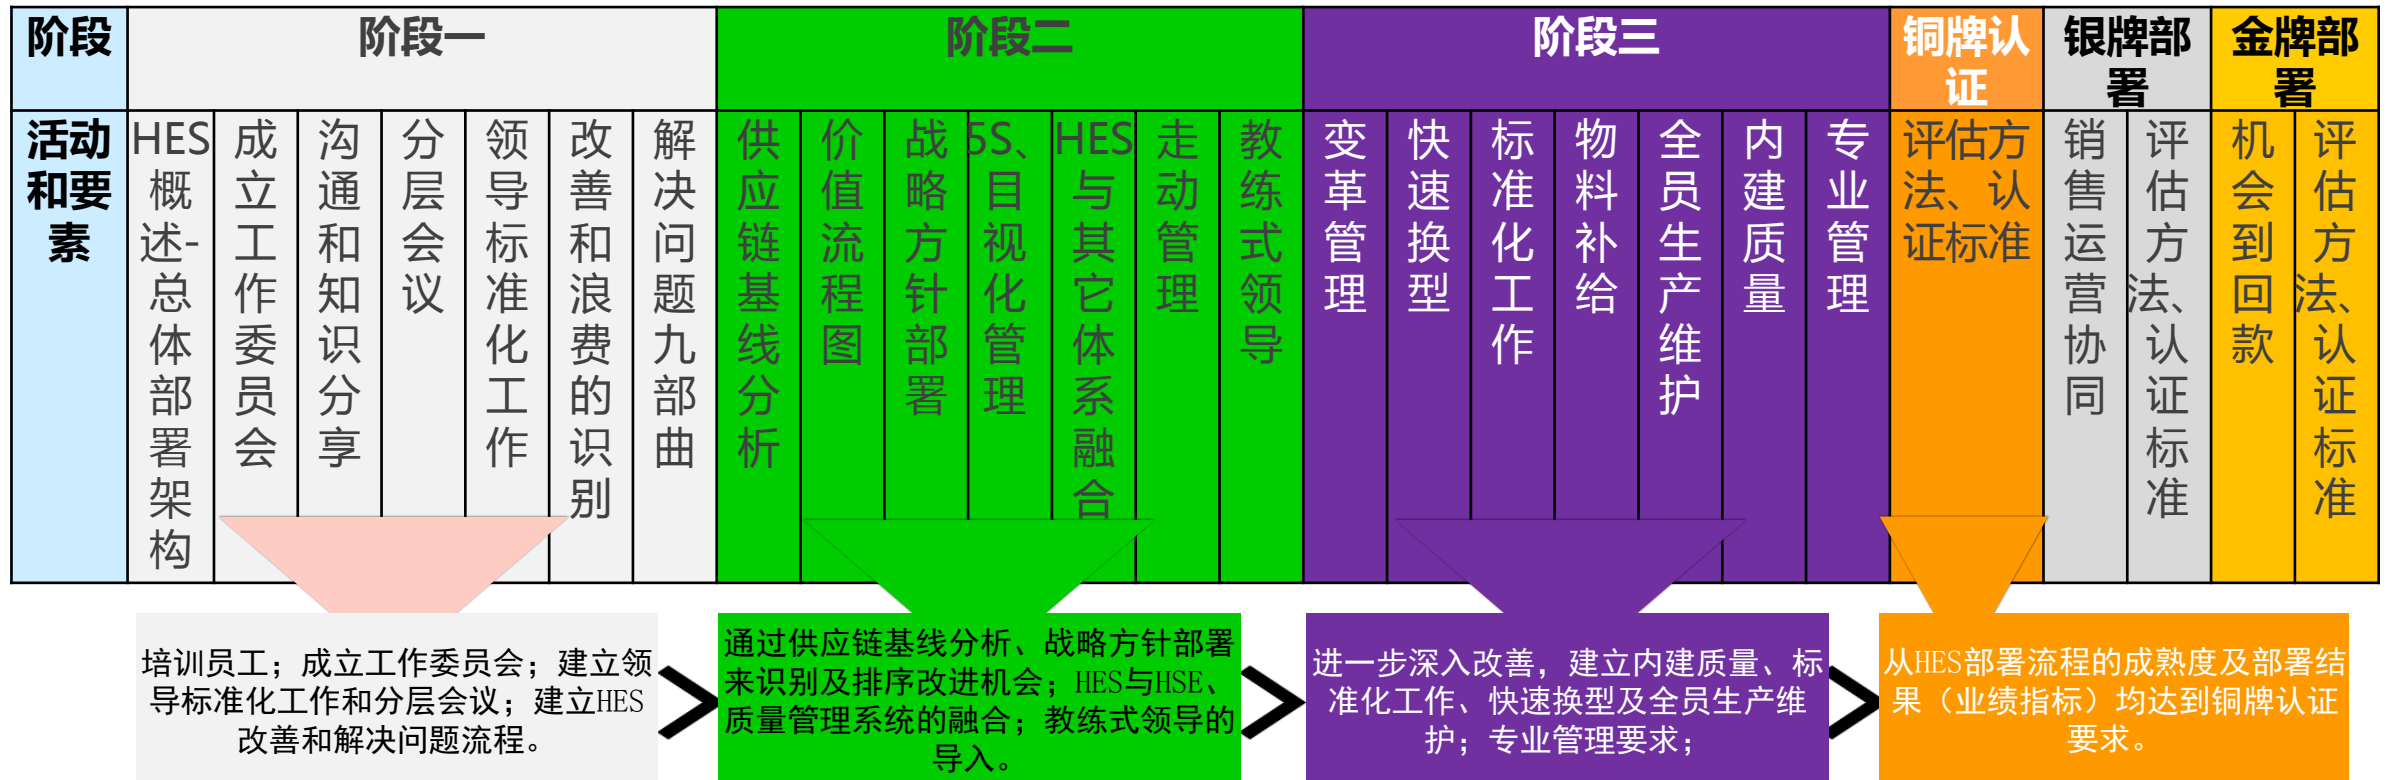 阶段
阶段一
阶段二
阶段三
铜牌认
证
银牌部
署
金牌部
署
活动
和要
素
HES
概
述-
总
体
部
署
架
构
成
立
工
作
委
员
会
沟
通
和
知
识
分
享
分
层
会
议
领
导
标
准
化
工
作
改
善
和
浪
费
的
识
别
解
决
问
题
九
部
曲
供
应
链
基
线
分
析
价
值
流
程
图
战
略
方
针
部
署
5S、
目
视
化
管
理
HES
与
其
它
体
系
融
合
走
动
管
理
教
练
式
领
导
变
革
管
理
快
速
换
型
标
准
化
工
作
物
料
补
给
全
员
生
产
维
护
内
建
质
量
专
业
管
理
评估方
法、认
证标准
销
售
运
营
协
同
评
估
方
法、
认
证
标
准
机
会
到
回
款
评
估
方
法、
认
证
标
准
培训员工；成立工作委员会；建立领
导标准化工作和分层会议；建立HES
改善和解决问题流程。
通过供应链基线分析、战略方针部署
来识别及排序改进机会；HES与HSE、
质量管理系统的融合；教练式领导的
导入。
进一步深入改善，建立内建质量、标
准化工作、快速换型及全员生产维
护；专业管理要求；
从HES部署流程的成熟度及部署结
果（业绩指标）均达到铜牌认证
要求。